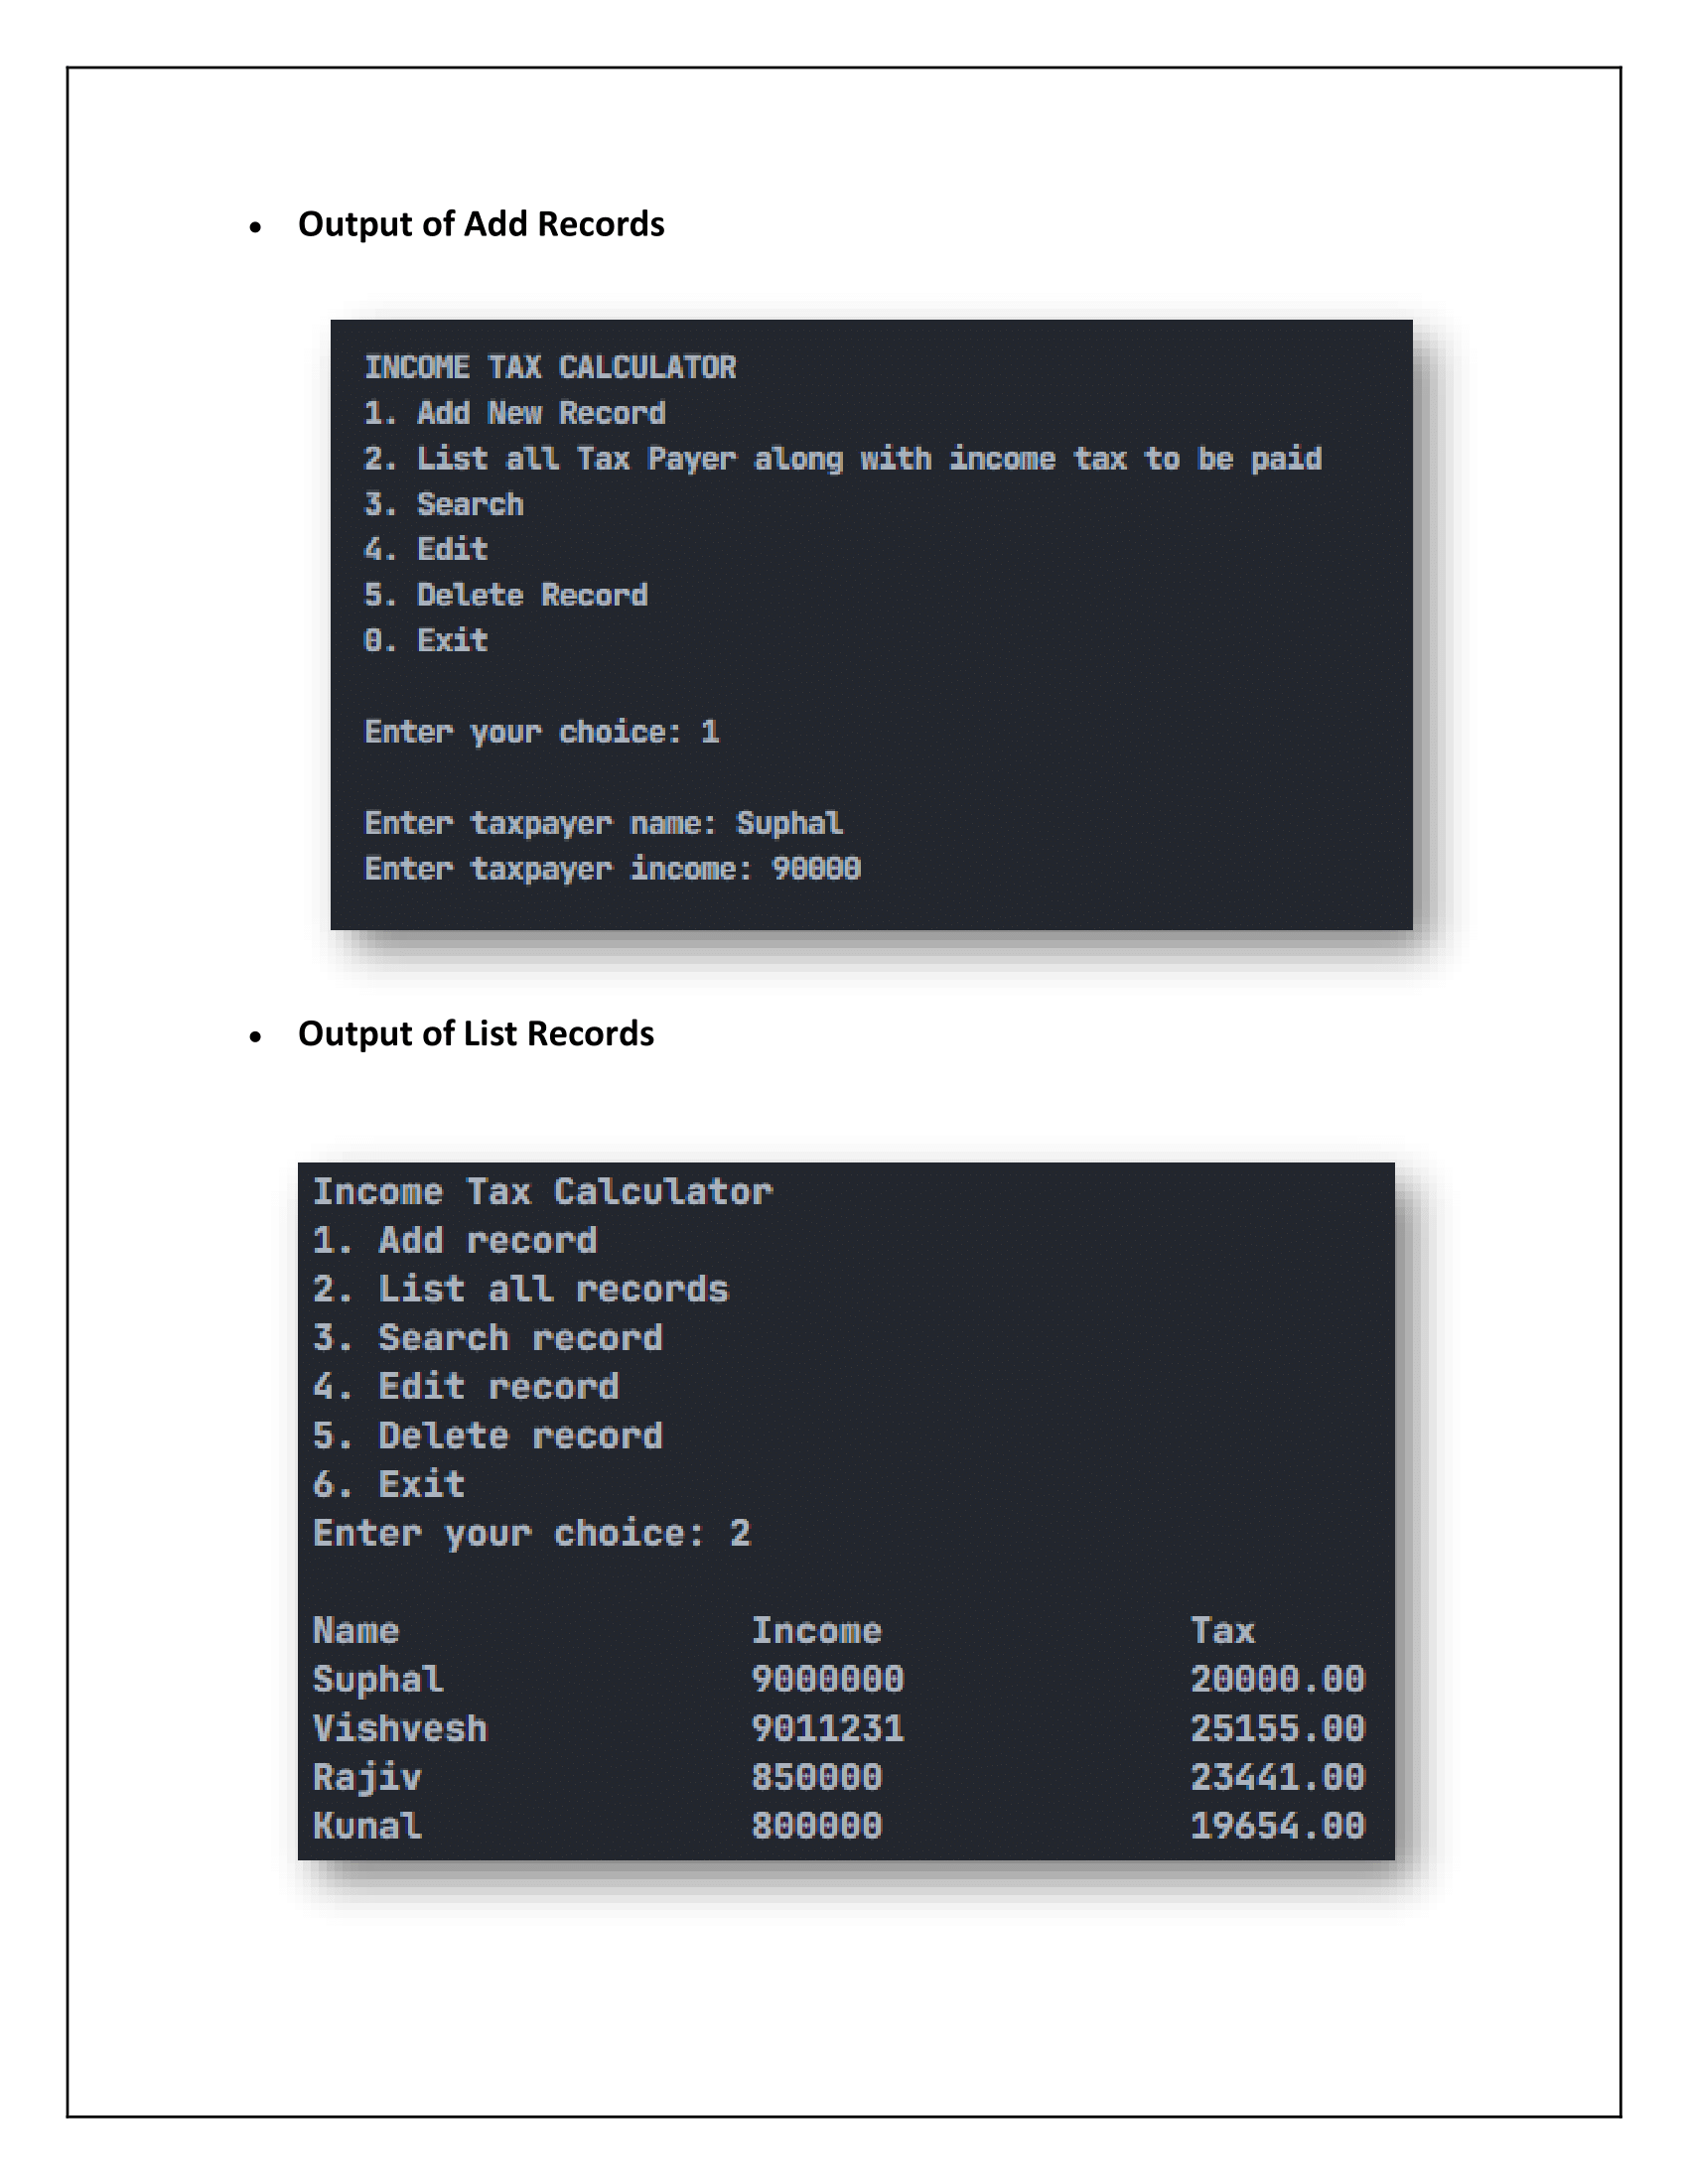 • Output of Add Records
INCOME TAX CALCULATOR
1. Add New Record
2. List all Tax Payer along with income tax to be paid
3. Search
4. Edit
5. Delete Record
0. Exit
Enter your choice: 1
Enter taxpayer name: Suphal
Enter taxpayer income: 90000
• Output of List Records
Income Tax Calculator
1. Add record
2. List all records
3. Search record
4. Edit record
5. Delete record
6. Exit
Enter your choice: 2
Name Income Tax
Suphal 9000000 20000.00
Vishvesh 9011231 25155.00
Rajiv 850000 23441.00
Kunal 800000 19654.00